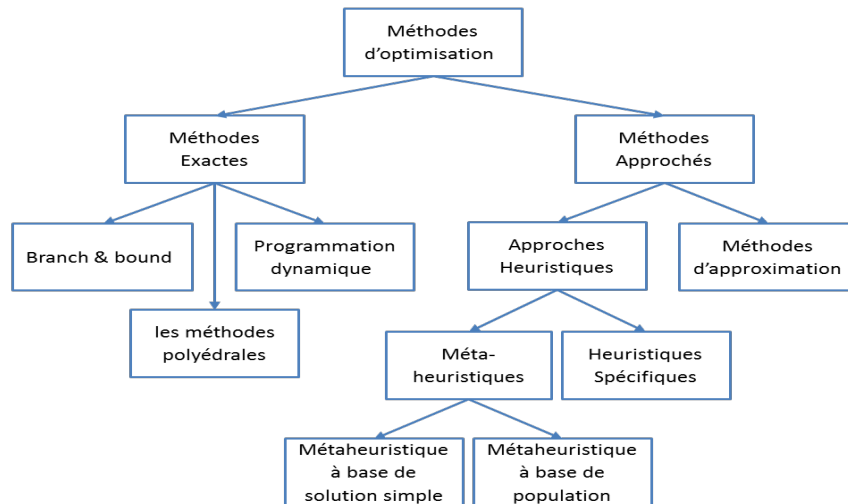 Méthodes
d'optimisation
Méthodes
Exactes
Méthodes
Approchés
Branch & bound
Programmation
dynamique
Approches
Heuristiques
Méthodes
d'approximation
les méthodes
polyédrales
Méta-
heuristiques
Heuristiques
Spécifiques
Métaheuristique
à base de
solution simple
Métaheuristique
à base de
population